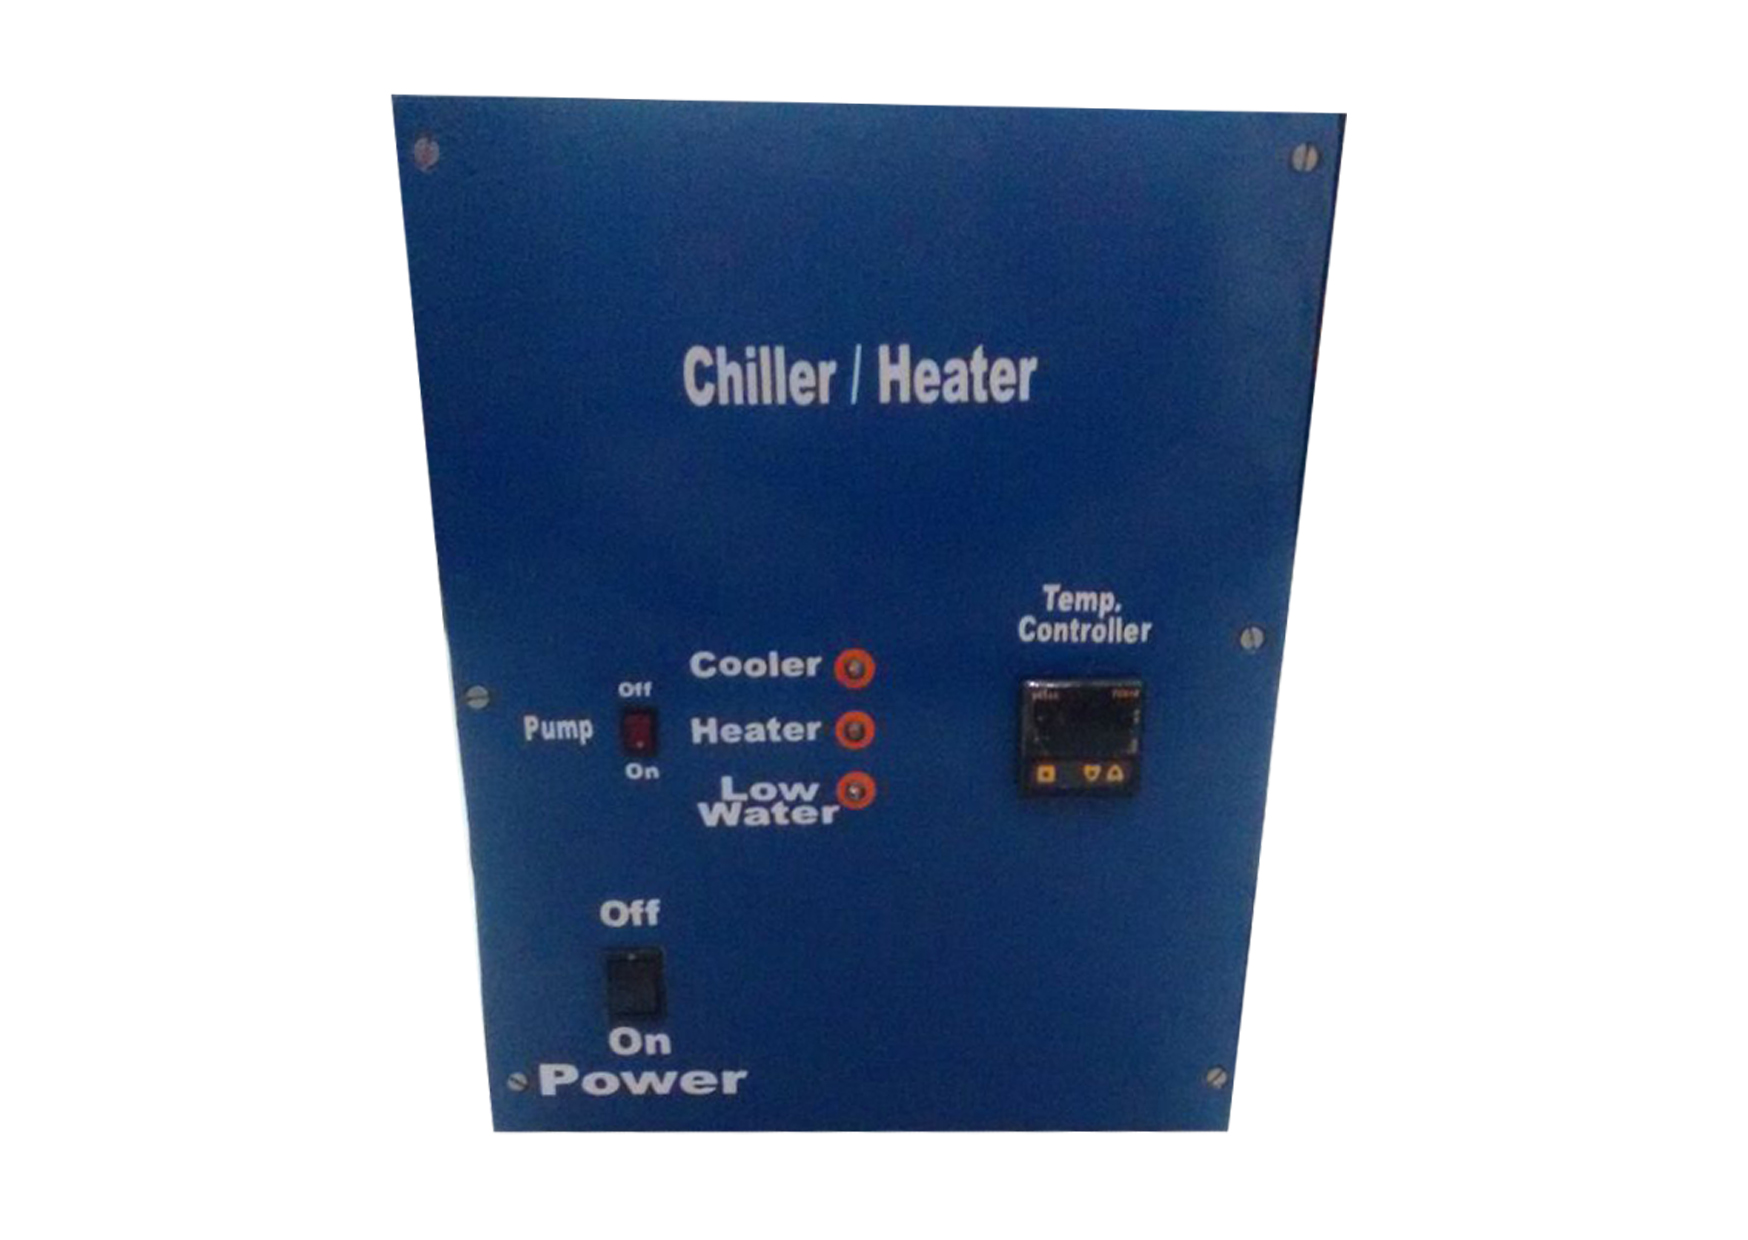 Chiller / Heater
Temp.
Controller
Cooler
Off
Pump
Heater
On
Low
Water
Off
On
Power